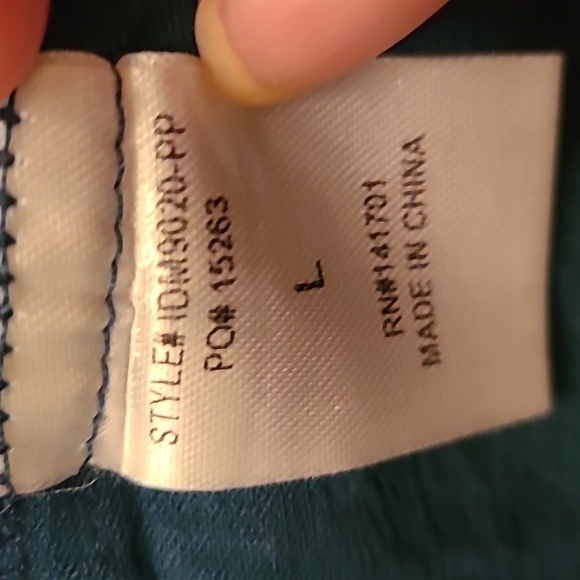 STYLE# IDM9020-PP
PO# 15263
L
RN#141701
MADE IN CHINA